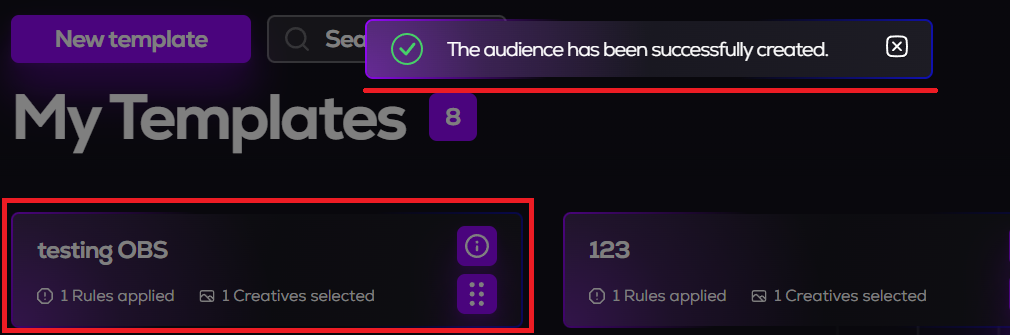 New template
The audience has been successfully created.
My Templates 8
testing OBS
1 Rules applied 1 Creatives selected
123
1 Rules applied 1 Creatives selected